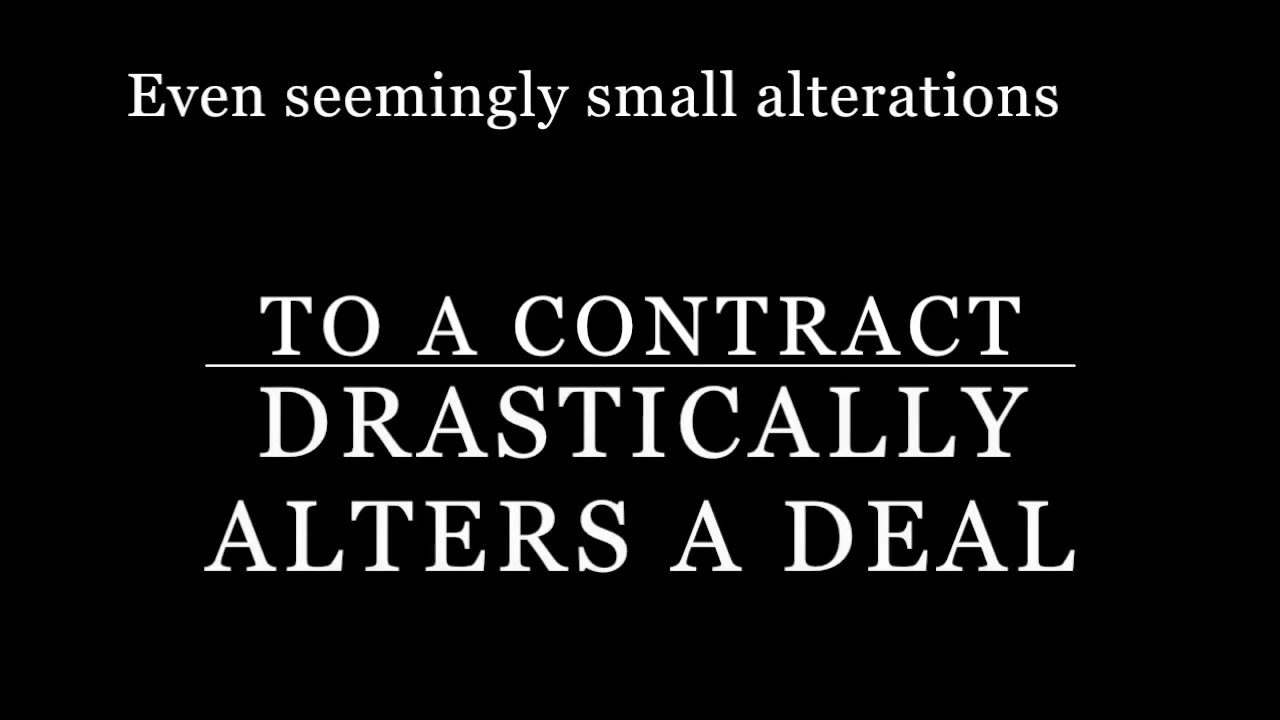 Even seemingly small alterations
TO A CONTRACT
DRASTICALLY
ALTERS A DEAL